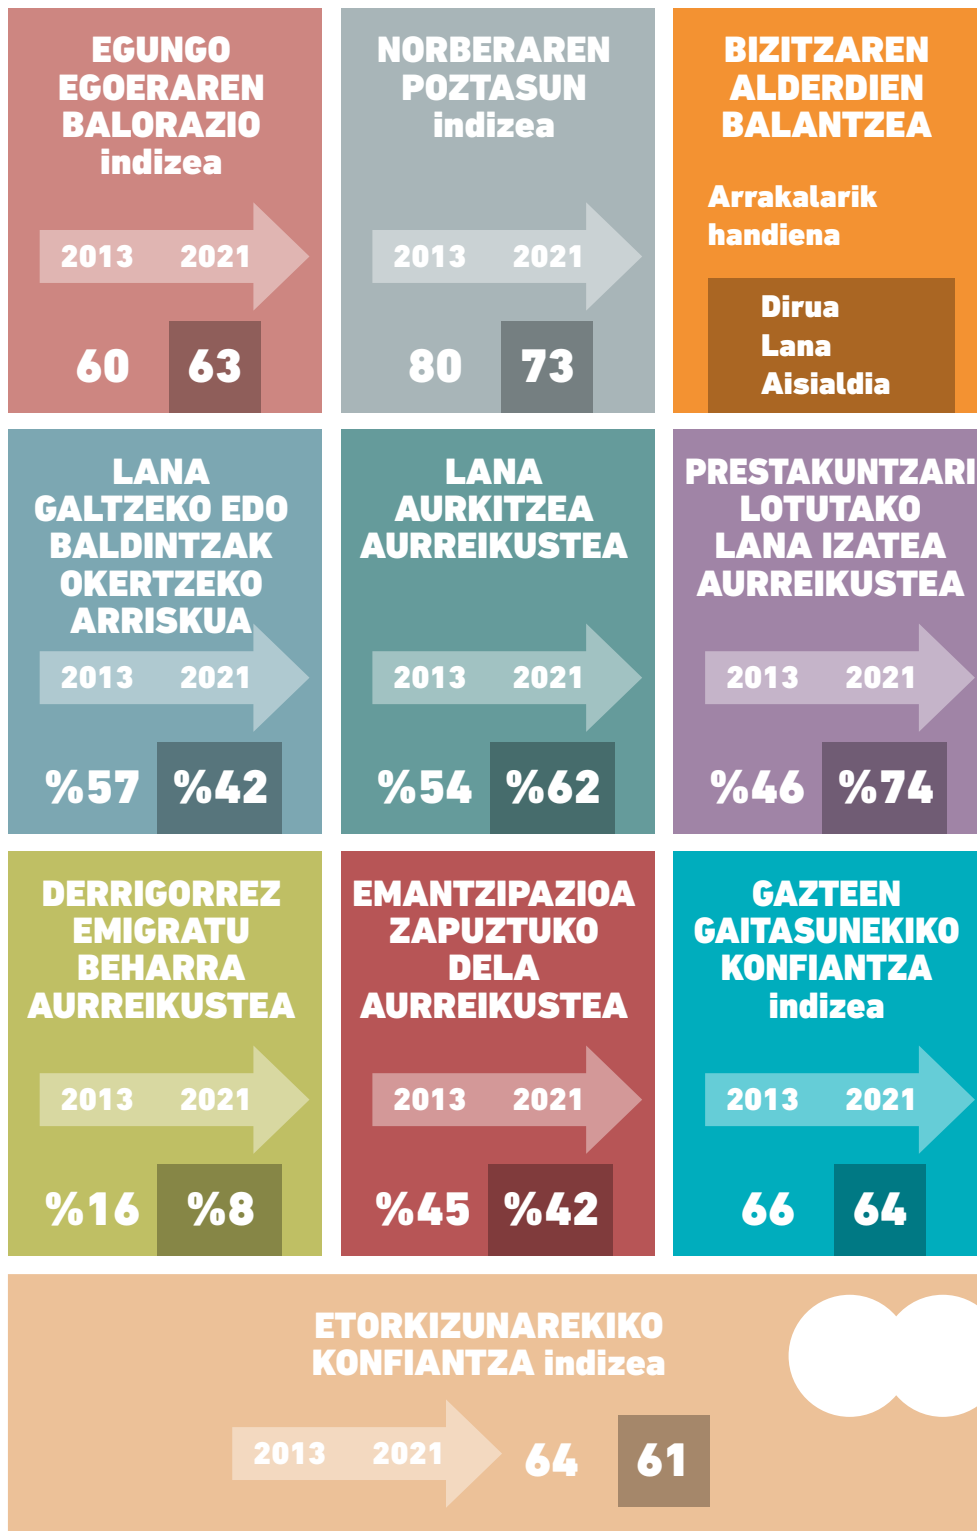 EGUNGO
EGOERAREN
BALORAZIO
indizea
2013 2021
60 63
NORBERAREN
POZTASUN
indizea
2013 2021
80 73
BIZITZAREN
ALDERDIEN
BALANTZEA
Arrakalarik
handiena
Dirua
Lana
Aisialdia
LANA
GALTZEKO EDO
BALDINTZAK
OKERTZEKO
ARRISKUA
2013 2021
%57 %42
LANA
AURKITZEA
AURREIKUSTEA
2013 2021
%54 %62
PRESTAKUNTZARI
LOTUTAKO
LANA IZATEA
AURREIKUSTEA
2013 2021
%46 %74
DERRIGORREZ
EMIGRATU
BEHARRA
AURREIKUSTEA
2013 2021
%16 %8
EMANTZIPAZIOA
ZAPUZTUKO
DELA
AURREIKUSTEA
2013 2021
%45 %42
GAZTEEN
GAITASUNEKIKO
KONFIANTZA
indizea
2013 2021
66 64
ETORKIZUNAREKIKO
KONFIANTZA indizea
2013 2021 64 61